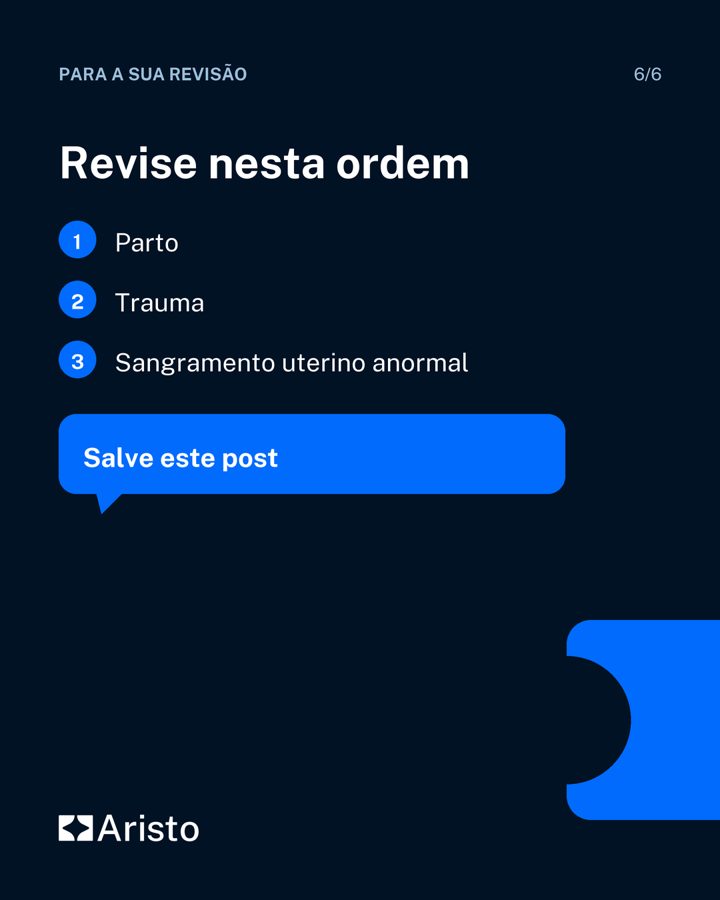 PARA A SUA REVISÃO
6/6
Revise nesta ordem
1 Parto
2 Trauma
3 Sangramento uterino anormal
Salve este post
Aristo